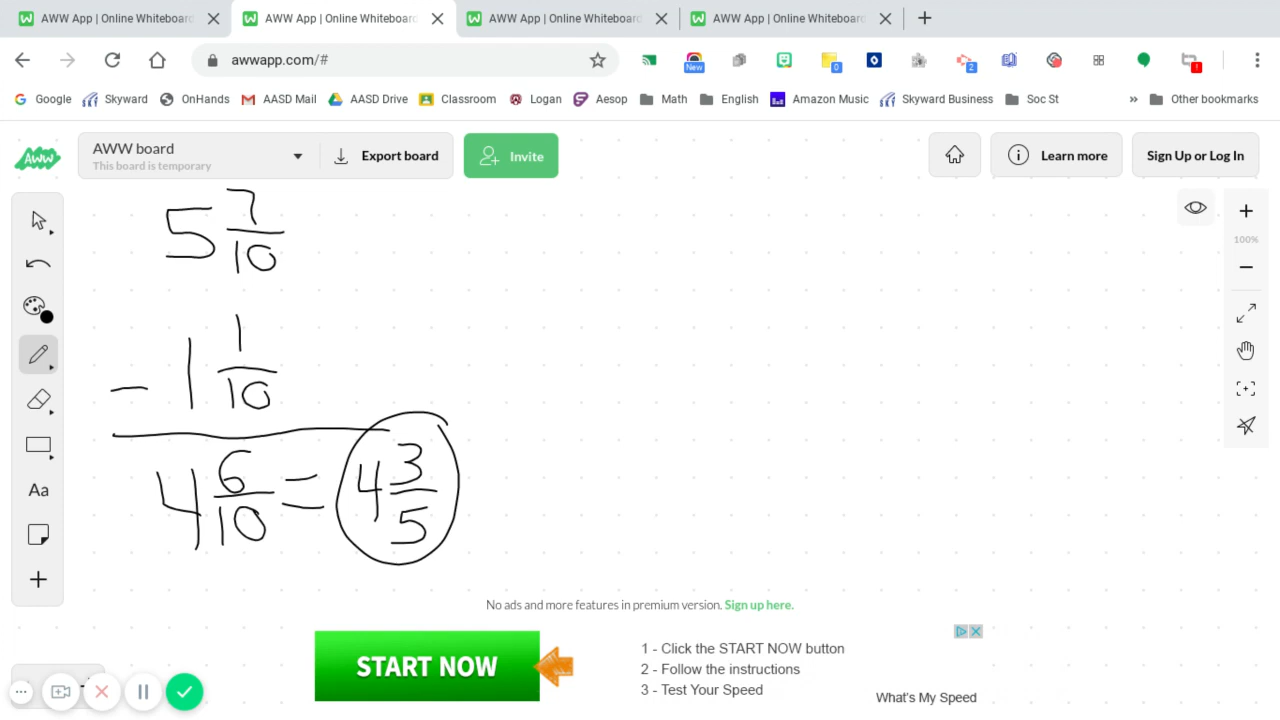 AWW App | Online Whiteboard AWW App | Online Whiteboard AWW App | Online Whiteboard AWW App | Online Whiteboard
awwapp.com/# New 0 2 1
Google Skyward OnHands AASD Mail AASD Drive Classroom Logan Aesop Math English Amazon Music Skyward Business Soc St » Other bookmarks
AWW AWW board Export board Invite Learn more Sign Up or Log In
This board is temporary
5 7/10
100%
- 1 1/10
4 6/10 = 4 3/5
Aa
No ads and more features in premium version. Sign up here.
START NOW
1 - Click the START NOW button
2 - Follow the instructions
3 - Test Your Speed
What's My Speed